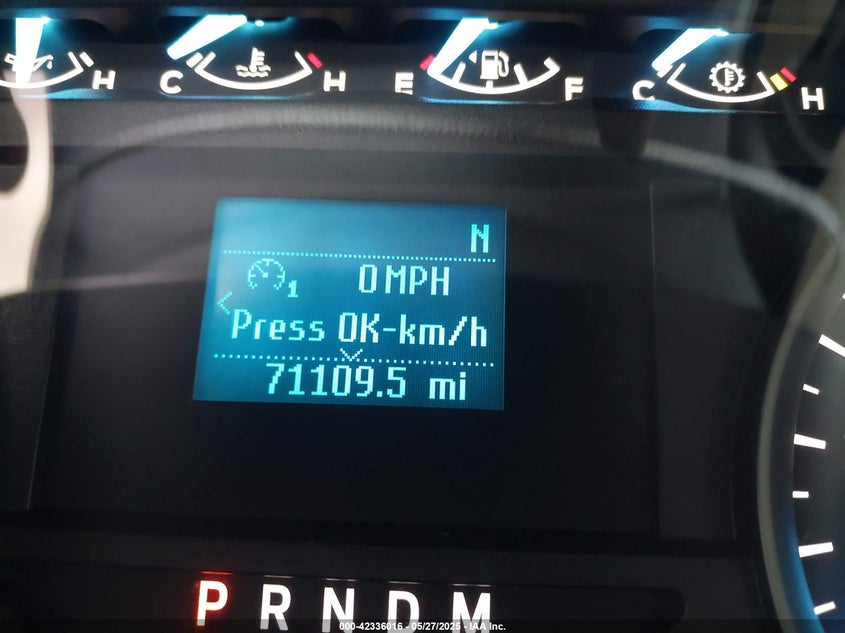 H C H E F C H
N
1 0 MPH
Press OK-km/h
71109.5 mi
P R N D M
000-42336016 - 05/27/2025 - IAA Inc.